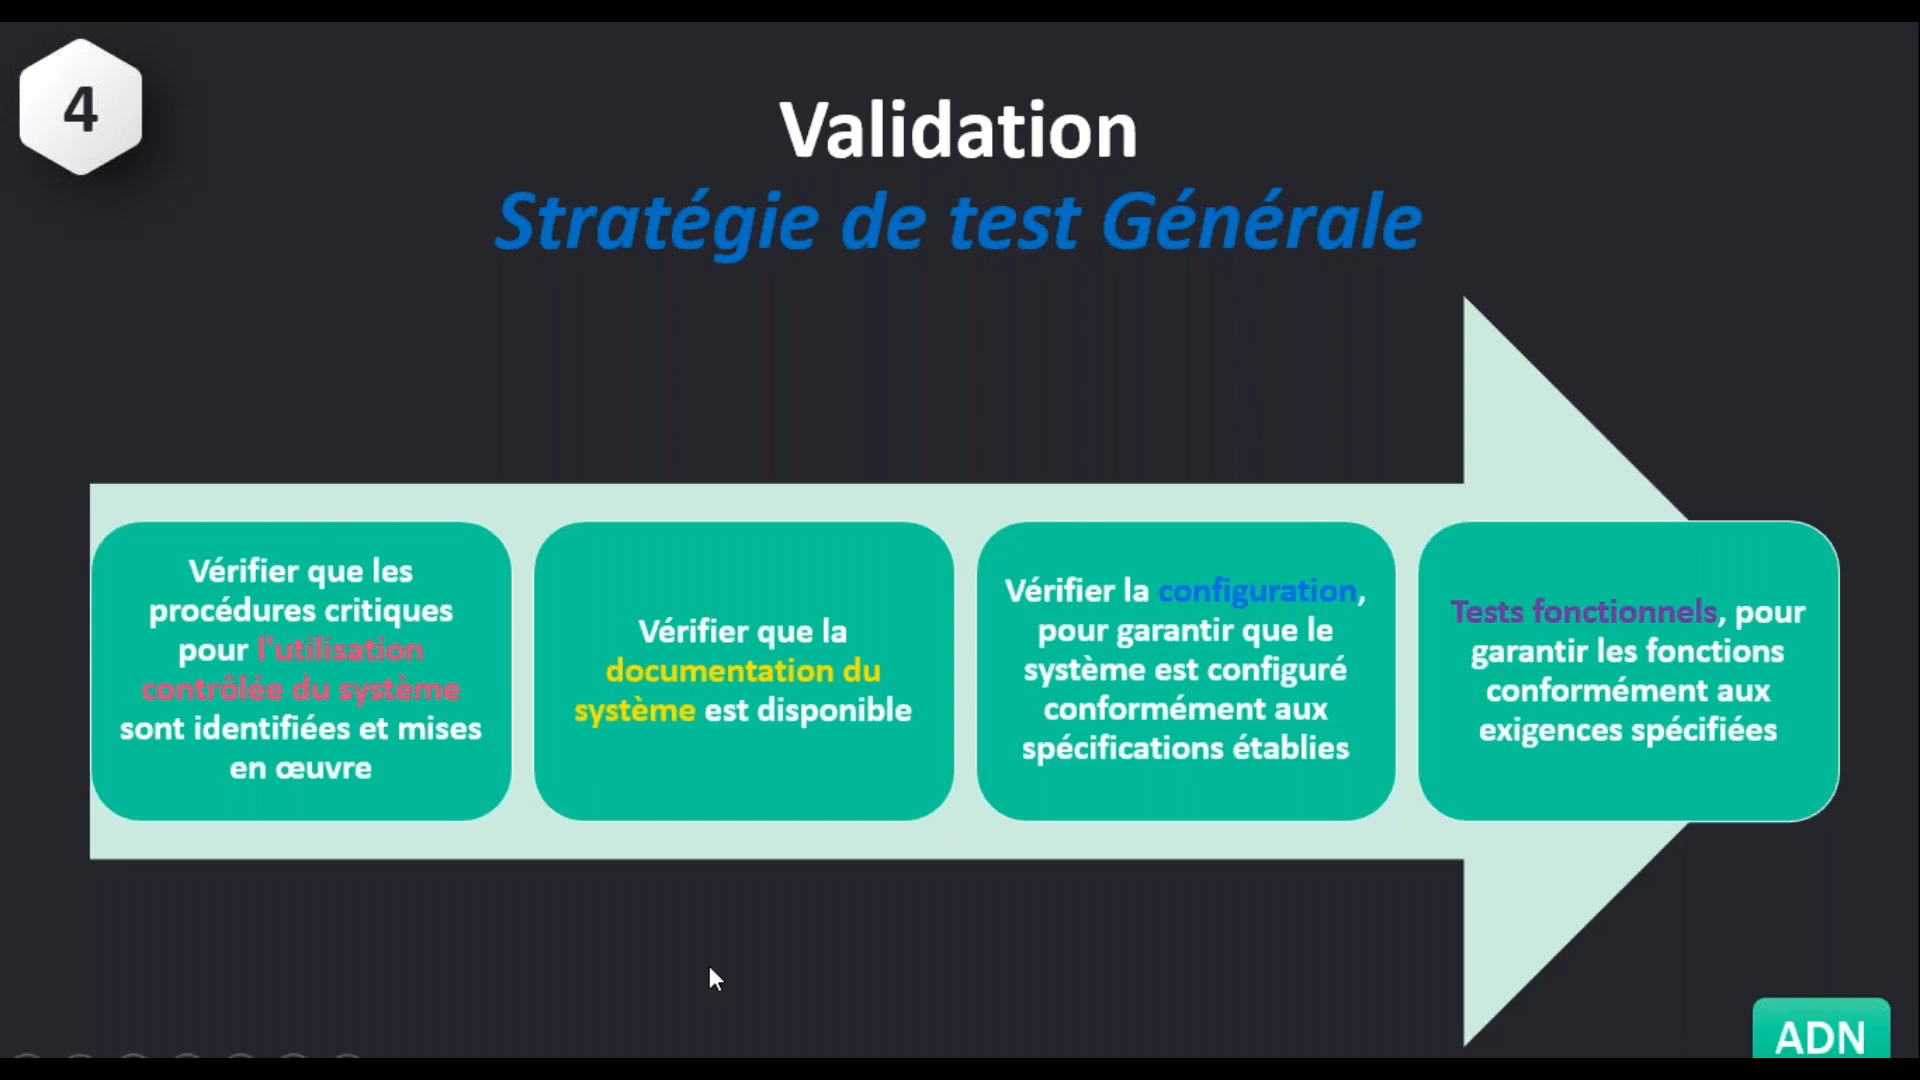 4
Validation
Stratégie de test Générale
Vérifier que les
procédures critiques
pour l'utilisation
contrôlée du système
sont identifiées et mises
en œuvre
Vérifier que la
documentation du
système est disponible
Vérifier la configuration,
pour garantir que le
système est configuré
conformément aux
spécifications établies
Tests fonctionnels, pour
garantir les fonctions
conformément aux
exigences spécifiées
ADN